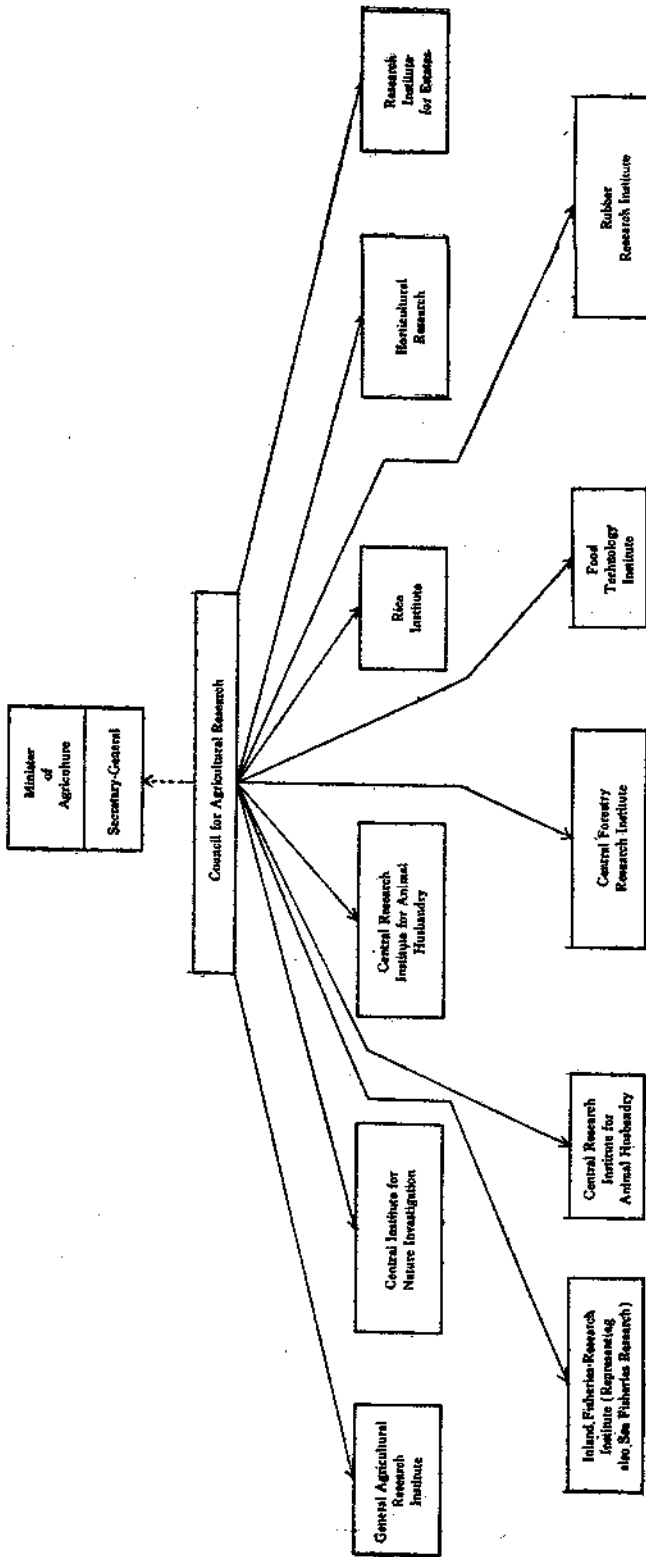 Minister
of
Agriculture
Secretary-General
Council for Agricultural Research
General Agricultural
Research
Institute
Central Institute for
Nature Investigation
Central Research
Institute for Animal
Husbandry
Rice
Institute
Horticultural
Research
Research
Institute
for Estates
Inland Fisheries Research
Institute (Representing
also Sea Fisheries Research)
Central Research
Institute for
Animal Husbandry
Central Forestry
Research Institute
Food
Technology
Institute
Rubber
Research Institute